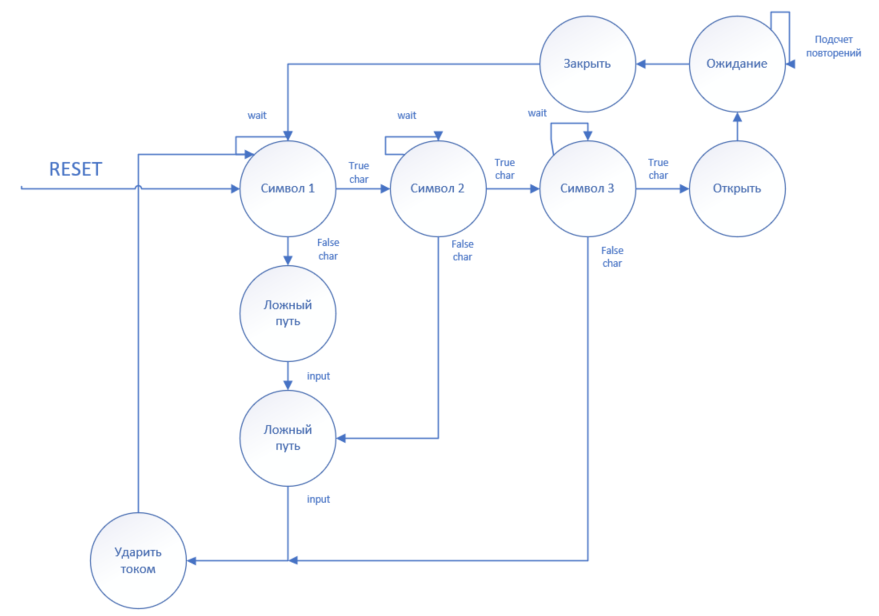 Подсчет
повторений
Закрыть
Ожидание
wait
wait
wait
RESET
True
char
True
char
True
char
Символ 1
Символ 2
Символ 3
Открыть
False
char
False
char
False
char
Ложный
путь
input
Ложный
путь
input
Ударить
током